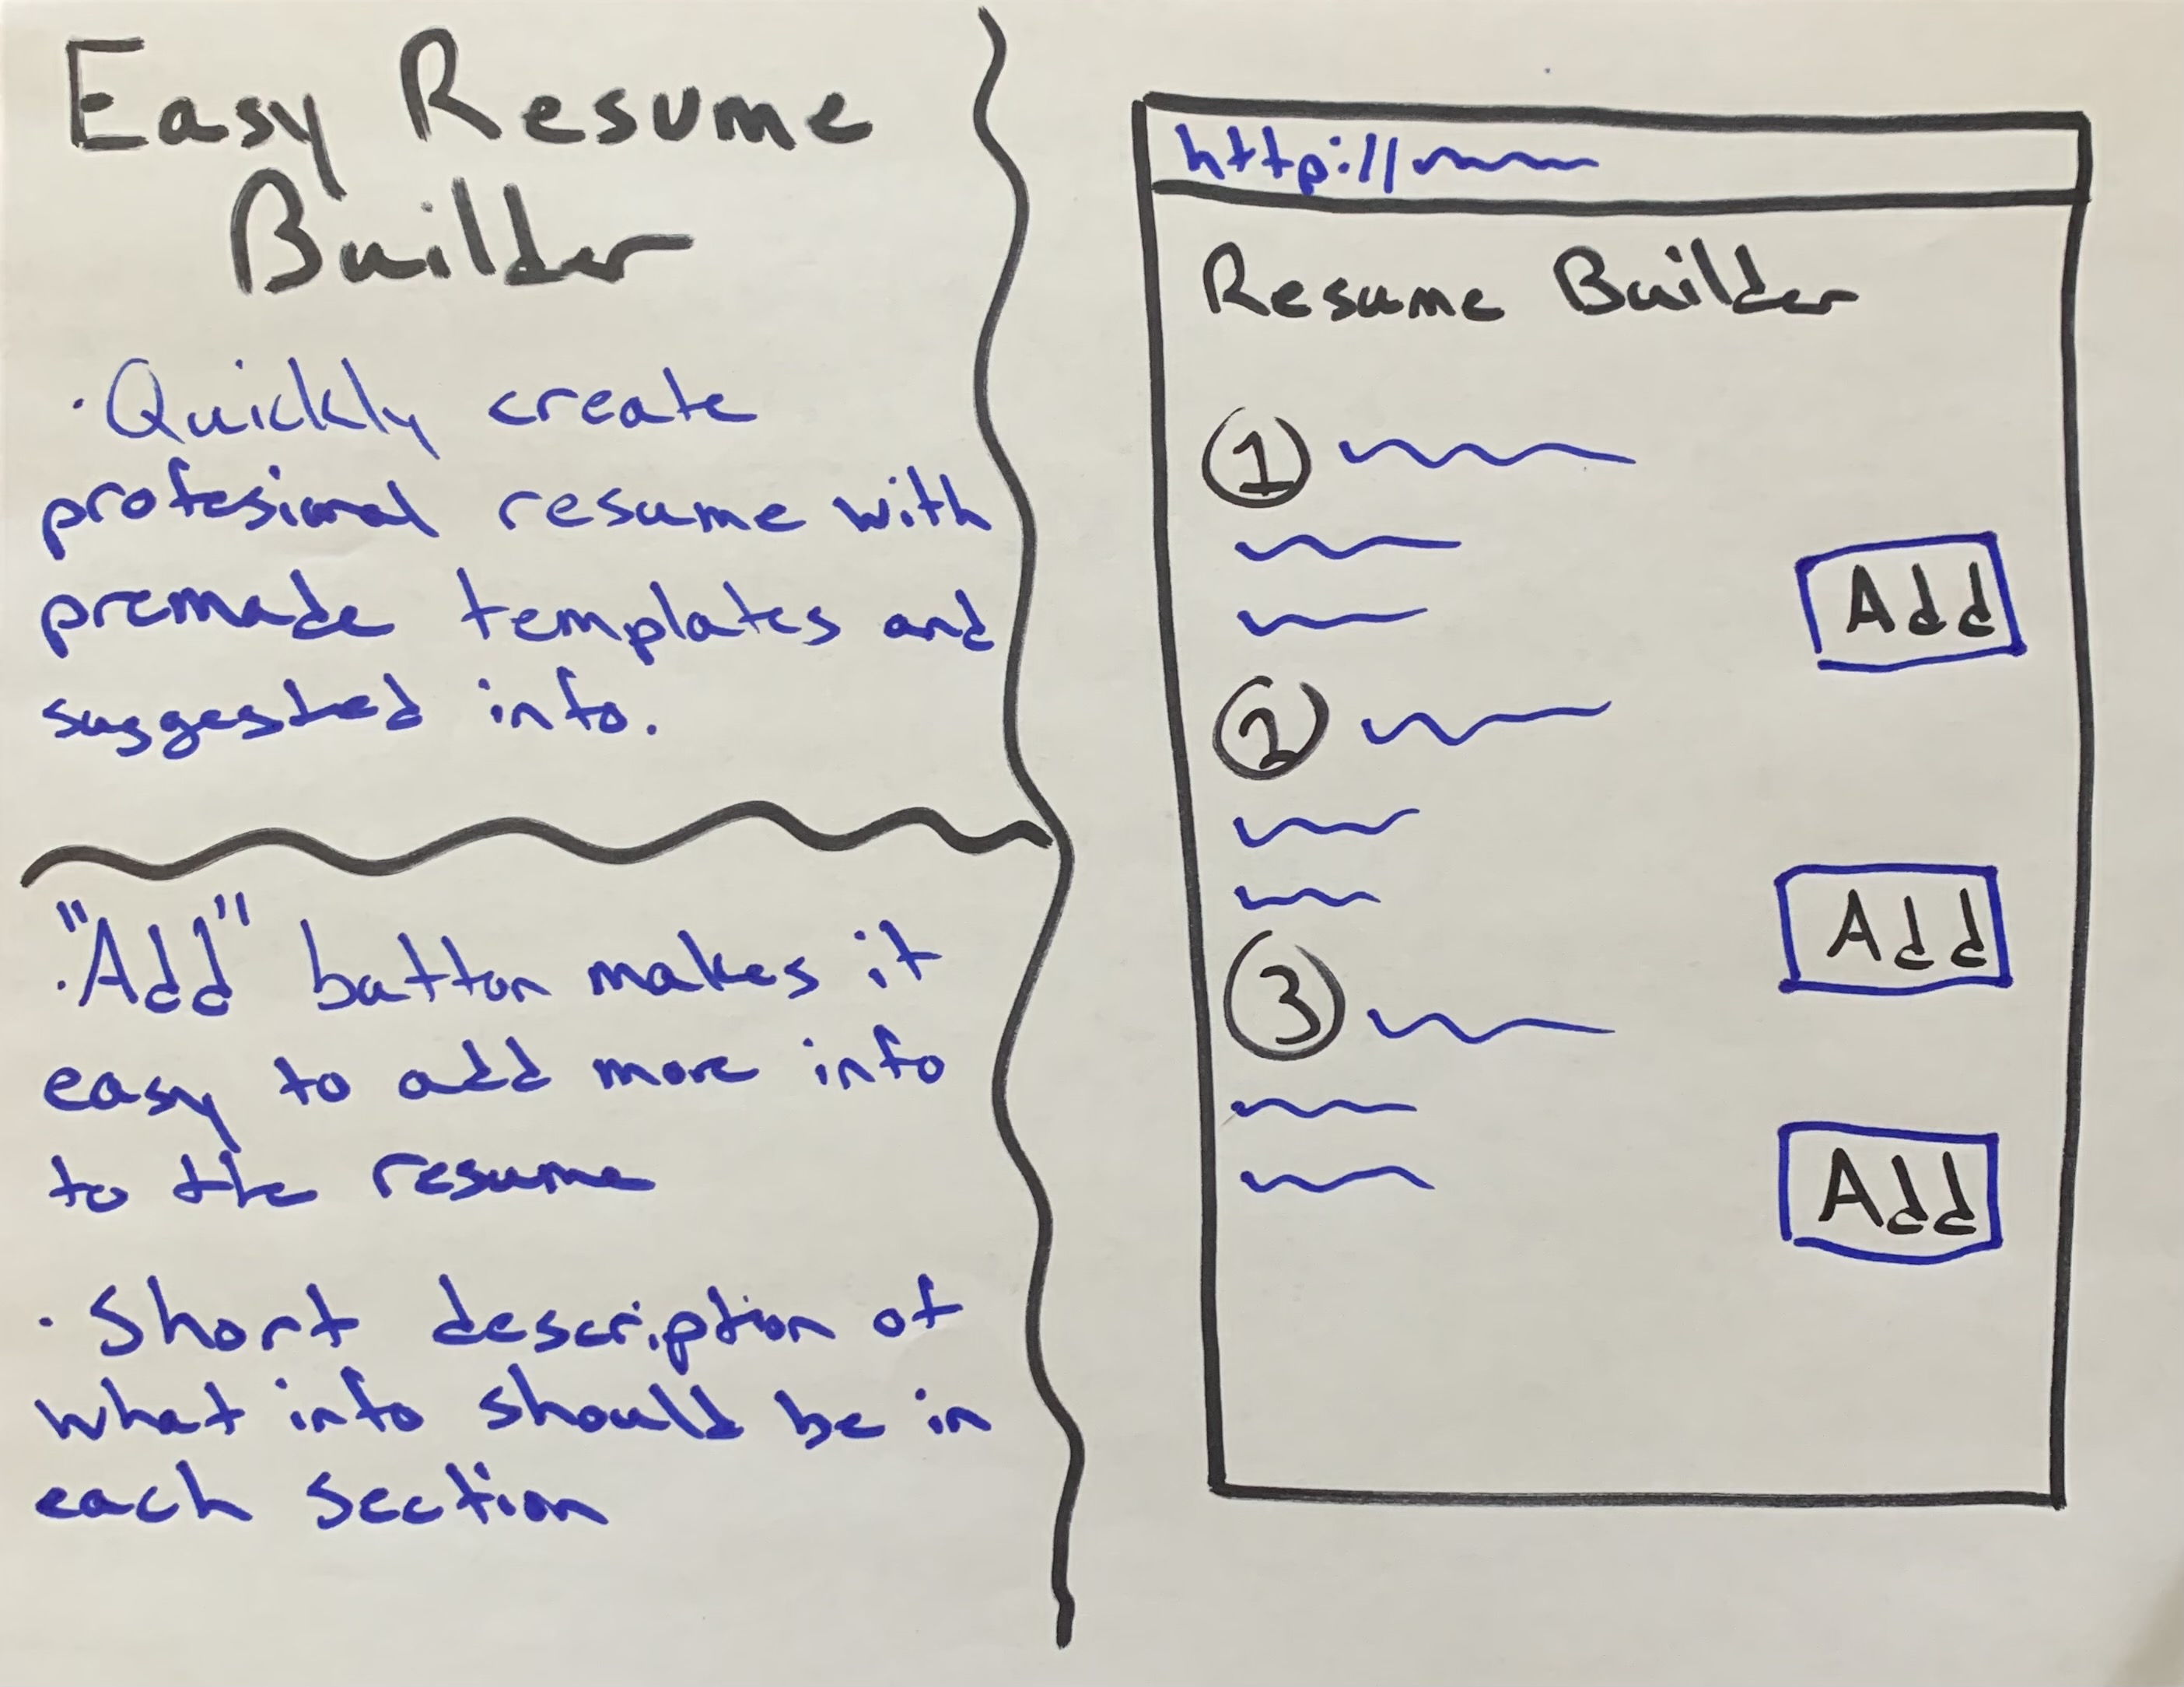 Easy Resume
Builder
· Quickly create
profesional resume with
premade templates and
suggested info.
· "Add" button makes it
easy to add more info
to the resume
· Short description of
what info should be in
each section
http://
Resume Builder
1
Add
2
Add
3
Add